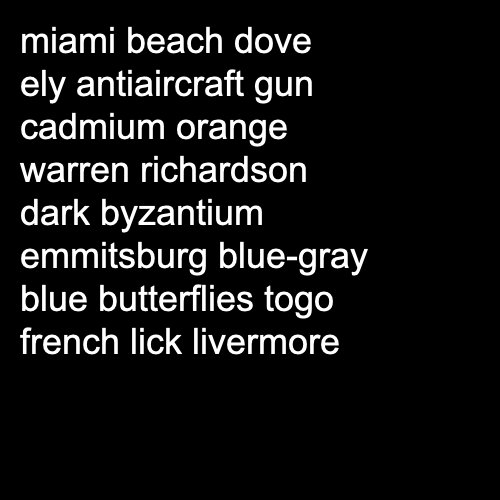 miami beach dove
ely antiaircraft gun
cadmium orange
warren richardson
dark byzantium
emmitsburg blue-gray
blue butterflies togo
french lick livermore